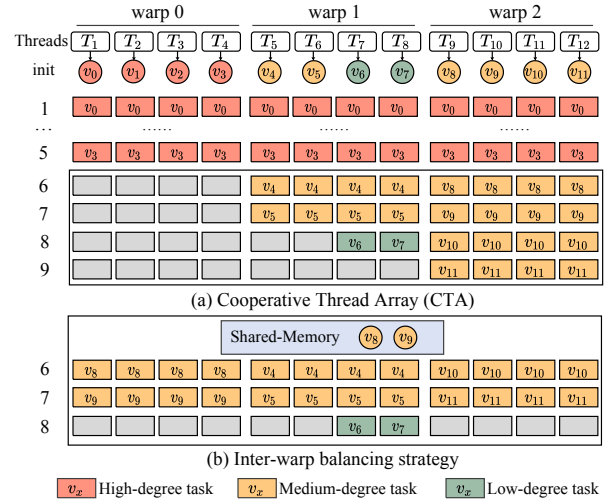 warp 0 warp 1 warp 2
Threads T₁ T₂ T₃ T₄ T₅ T₆ T₇ T₈ T₉ T₁₀ T₁₁ T₁₂
init v₀ v₁ v₂ v₃ v₄ v₅ v₆ v₇ v₈ v₉ v₁₀ v₁₁
1 v₀ v₀ v₀ v₀ v₀ v₀ v₀ v₀ v₀ v₀ v₀ v₀
... ...... ...... ......
5 v₃ v₃ v₃ v₃ v₃ v₃ v₃ v₃ v₃ v₃ v₃ v₃
6 v₄ v₄ v₄ v₄ v₈ v₈ v₈ v₈
7 v₅ v₅ v₅ v₅ v₉ v₉ v₉ v₉
8 v₆ v₇ v₁₀ v₁₀ v₁₀ v₁₀
9 v₁₁ v₁₁ v₁₁ v₁₁
(a) Cooperative Thread Array (CTA)
Shared-Memory v₈ v₉
6 v₈ v₈ v₈ v₈ v₄ v₄ v₄ v₄ v₁₀ v₁₀ v₁₀ v₁₀
7 v₉ v₉ v₉ v₉ v₅ v₅ v₅ v₅ v₁₁ v₁₁ v₁₁ v₁₁
8 v₆ v₇
(b) Inter-warp balancing strategy
vₓ High-degree task vₓ Medium-degree task vₓ Low-degree task